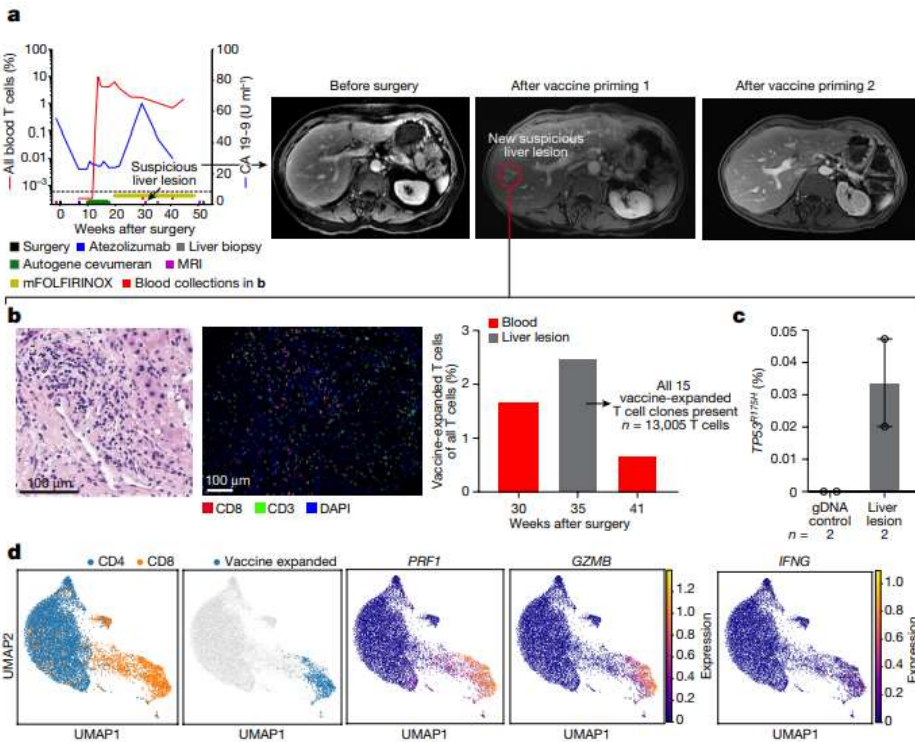 a
All blood T cells (%)
100
10
1
0.1
0.01
10⁻³
100
80
60
40
20
0
CA 19-9 (U ml⁻¹)
Suspicious
liver lesion
0 10 20 30 40 50
Weeks after surgery
Surgery Atezolizumab Liver biopsy
Autogene cevumeran MRI
mFOLFIRINOX Blood collections in b
Before surgery
After vaccine priming 1
After vaccine priming 2
New suspicious
liver lesion
b
100 μm
100 μm
CD8 CD3 DAPI
Vaccine-expanded T cells
of all T cells (%)
3
2
1
0
Blood
Liver lesion
All 15
vaccine-expanded
T cell clones present
n = 13,005 T cells
30 35 41
Weeks after surgery
c
TP53ᴿ¹⁷⁵ᴴ (%)
0.05
0.04
0.03
0.02
0.01
0
gDNA Liver
control lesion
n = 2 2
d
CD4 CD8
Vaccine expanded
PRF1
GZMB
IFNG
UMAP2
UMAP1
UMAP1
UMAP1
UMAP1
UMAP1
1.2
1.0
0.8
0.6
0.4
0.2
0
Expression
1.0
0.8
0.6
0.4
0.2
0
Expression